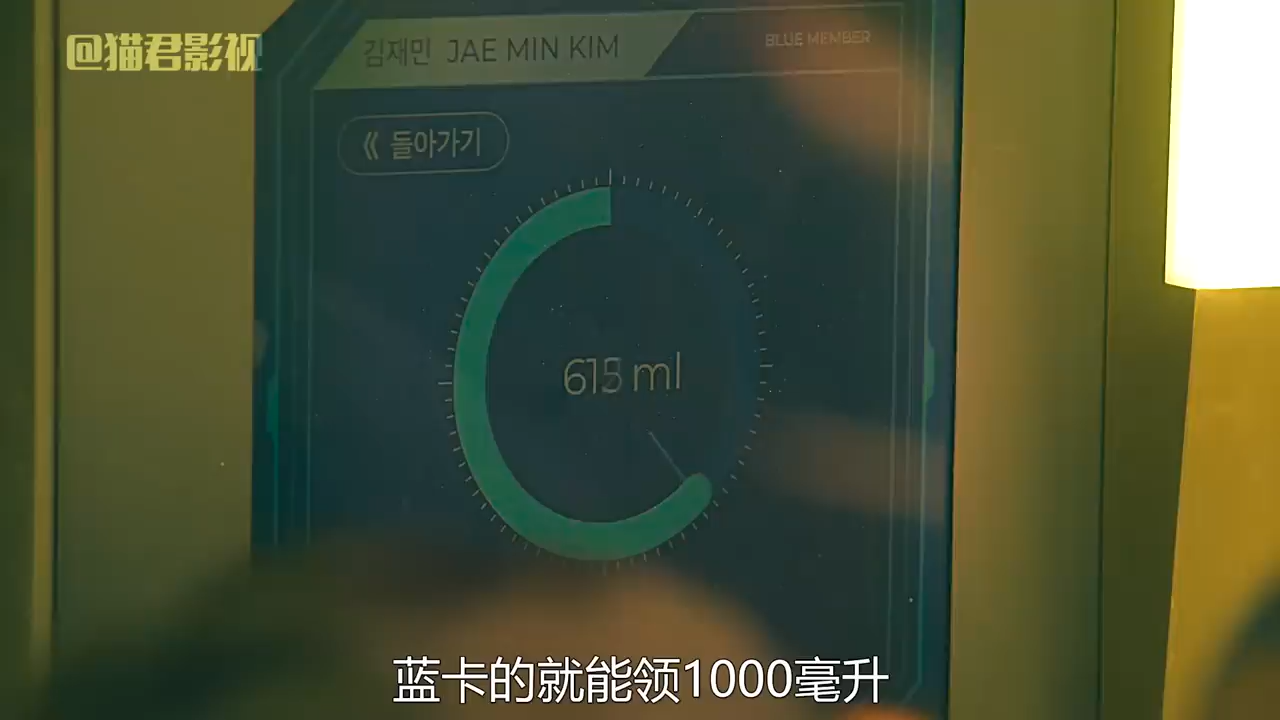 @猫君影视
김재민 JAE MIN KIM
BLUE MEMBER
《 돌아가기
615 ml
蓝卡的就能领1000毫升